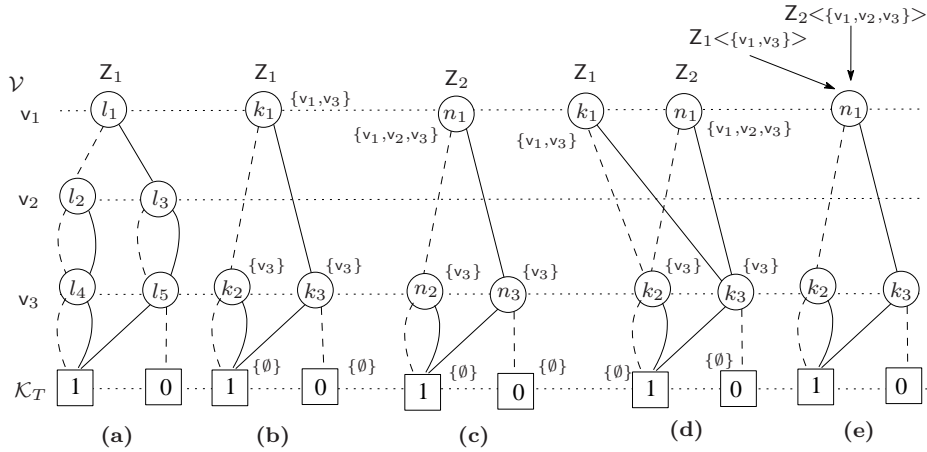 Z2<{v1,v2,v3}>
Z1<{v1,v3}>
𝒱 Z1 Z1 Z2 Z1 Z2
v1 l1 k1 {v1,v3} n1 k1 n1 n1
{v1,v2,v3} {v1,v3} {v1,v2,v3}
v2 l2 l3
{v3} {v3} {v3} {v3} {v3} {v3}
v3 l4 l5 k2 k3 n2 n3 k2 k3 k2 k3
{∅} {∅} {∅} {∅} {∅} {∅}
𝒦T 1 0 1 0 1 0 1 0 1 0
(a) (b) (c) (d) (e)